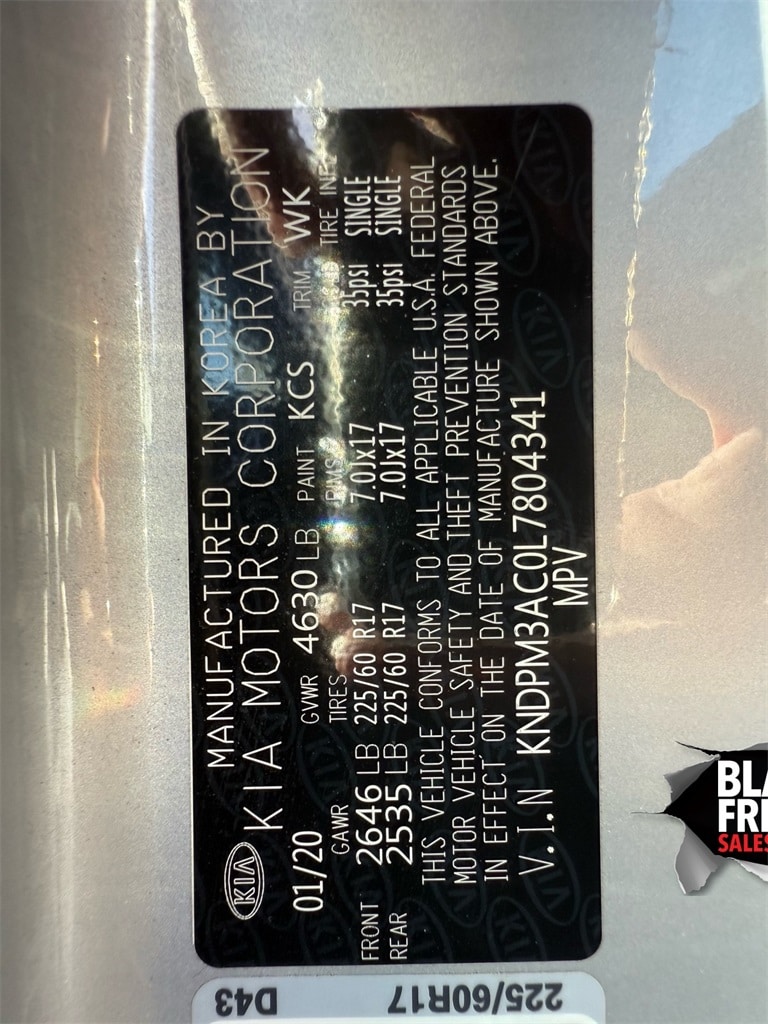 KIA
MANUFACTURED IN KOREA BY
KIA MOTORS CORPORATION
01/20 GVWR 4630 LB PAINT KCS TRIM WK
GAWR TIRES RIMS TIRE
FRONT 2646 LB 225/60 R17 7.0Jx17 35psi SINGLE
REAR 2535 LB 225/60 R17 7.0Jx17 35psi SINGLE
THIS VEHICLE CONFORMS TO ALL APPLICABLE U.S.A. FEDERAL
MOTOR VEHICLE SAFETY AND THEFT PREVENTION STANDARDS
IN EFFECT ON THE DATE OF MANUFACTURE SHOWN ABOVE.
V.I.N KNDPM3AC0L7804341
MPV
225/60R17 D43
SALES